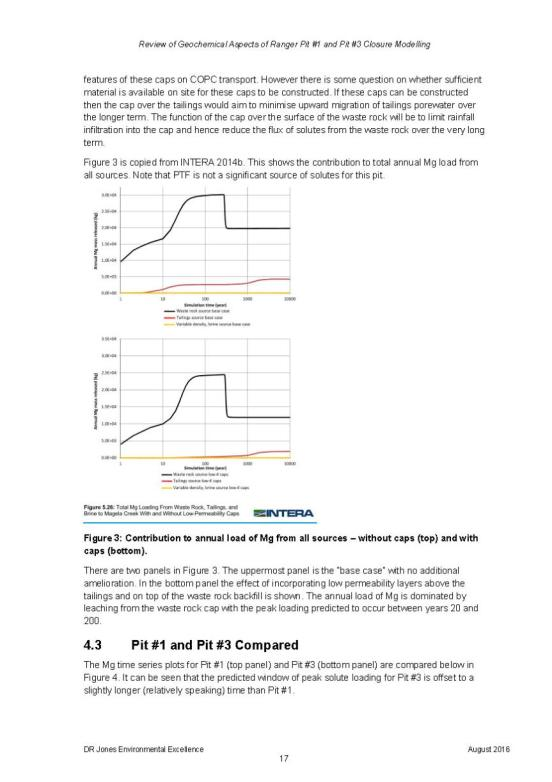 Review of Geochemical Aspects of Ranger Pit #1 and Pit #3 Closure Modelling
features of these caps on COPC transport. However there is some question on whether sufficient
material is available on site for these caps to be constructed. If these caps can be constructed
then the cap over the tailings would aim to minimise upward migration of tailings porewater over
the longer term. The function of the cap over the surface of the waste rock will be to limit rainfall
infiltration into the cap and hence reduce the flux of solutes from the waste rock over the very long
term.
Figure 3 is copied from INTERA 2014b. This shows the contribution to total annual Mg load from
all sources. Note that PTF is not a significant source of solutes for this pit.
Annual Mg mass released (kg)
3.0E+04
2.5E+04
2.0E+04
1.5E+04
1.0E+04
5.0E+03
0.0E+00
1 10 100 1000 10000
Simulation time (year)
Waste rock source base case
Tailings source base case
Variable density, brine source base case
Annual Mg mass released (kg)
3.5E+04
3.0E+04
2.5E+04
2.0E+04
1.5E+04
1.0E+04
5.0E+03
0.0E+00
1 10 100 1000 10000
Simulation time (year)
Waste rock source low-K caps
Tailings source low-K caps
Variable density, brine source low-K caps
Figure 5.26: Total Mg Loading From Waste Rock, Tailings, and
Brine to Magela Creek With and Without Low-Permeability Caps
INTERA
Figure 3: Contribution to annual load of Mg from all sources – without caps (top) and with
caps (bottom).
There are two panels in Figure 3. The uppermost panel is the "base case" with no additional
amelioration. In the bottom panel the effect of incorporating low permeability layers above the
tailings and on top of the waste rock backfill is shown. The annual load of Mg is dominated by
leaching from the waste rock cap with the peak loading predicted to occur between years 20 and
200.
4.3 Pit #1 and Pit #3 Compared
The Mg time series plots for Pit #1 (top panel) and Pit #3 (bottom panel) are compared below in
Figure 4. It can be seen that the predicted window of peak solute loading for Pit #3 is offset to a
slightly longer (relatively speaking) time than Pit #1.
DR Jones Environmental Excellence
August 2016
17